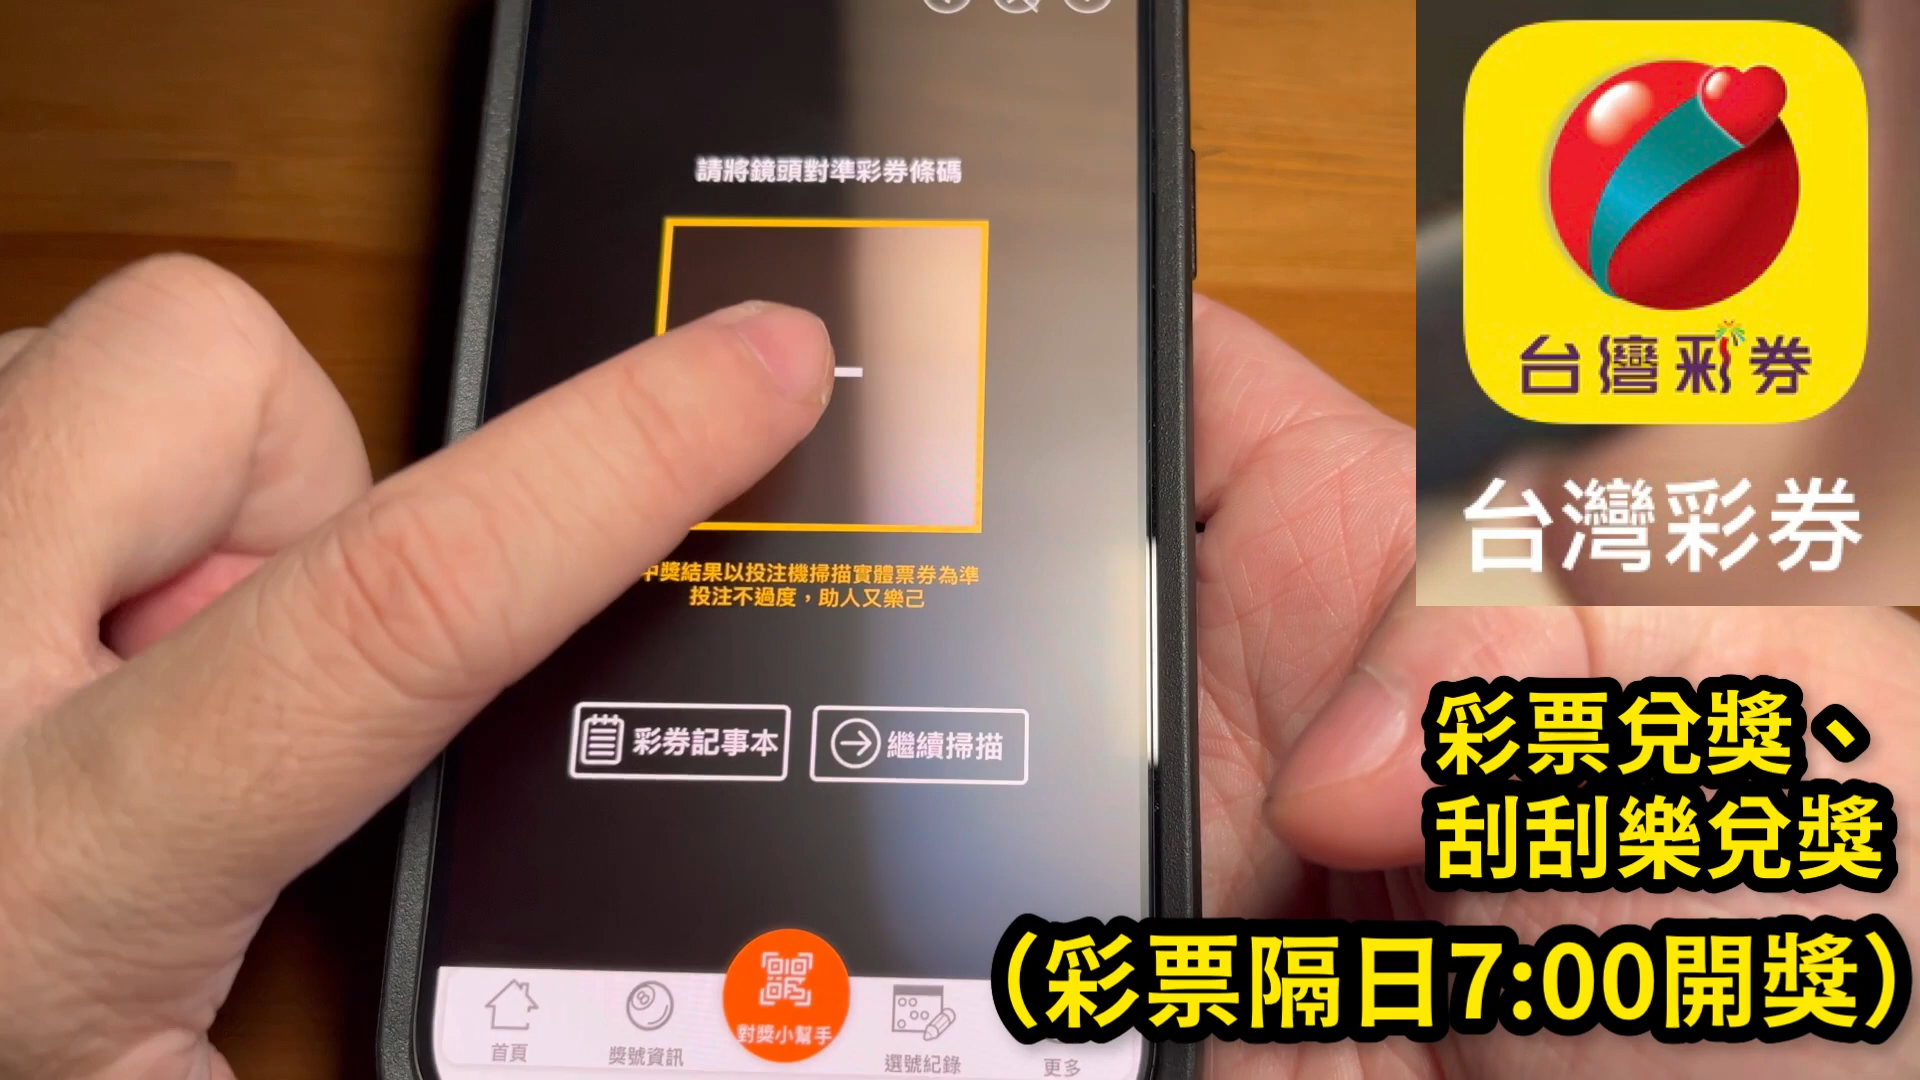 請將鏡頭對準彩券條碼
中獎結果以投注機掃描實體票券為準
投注不過度，助人又樂己
彩券記事本
繼續掃描
首頁
獎號資訊
對獎小幫手
選號紀錄
更多
台灣彩券
台灣彩券
彩票兌獎、
刮刮樂兌獎
（彩票隔日7:00開獎）